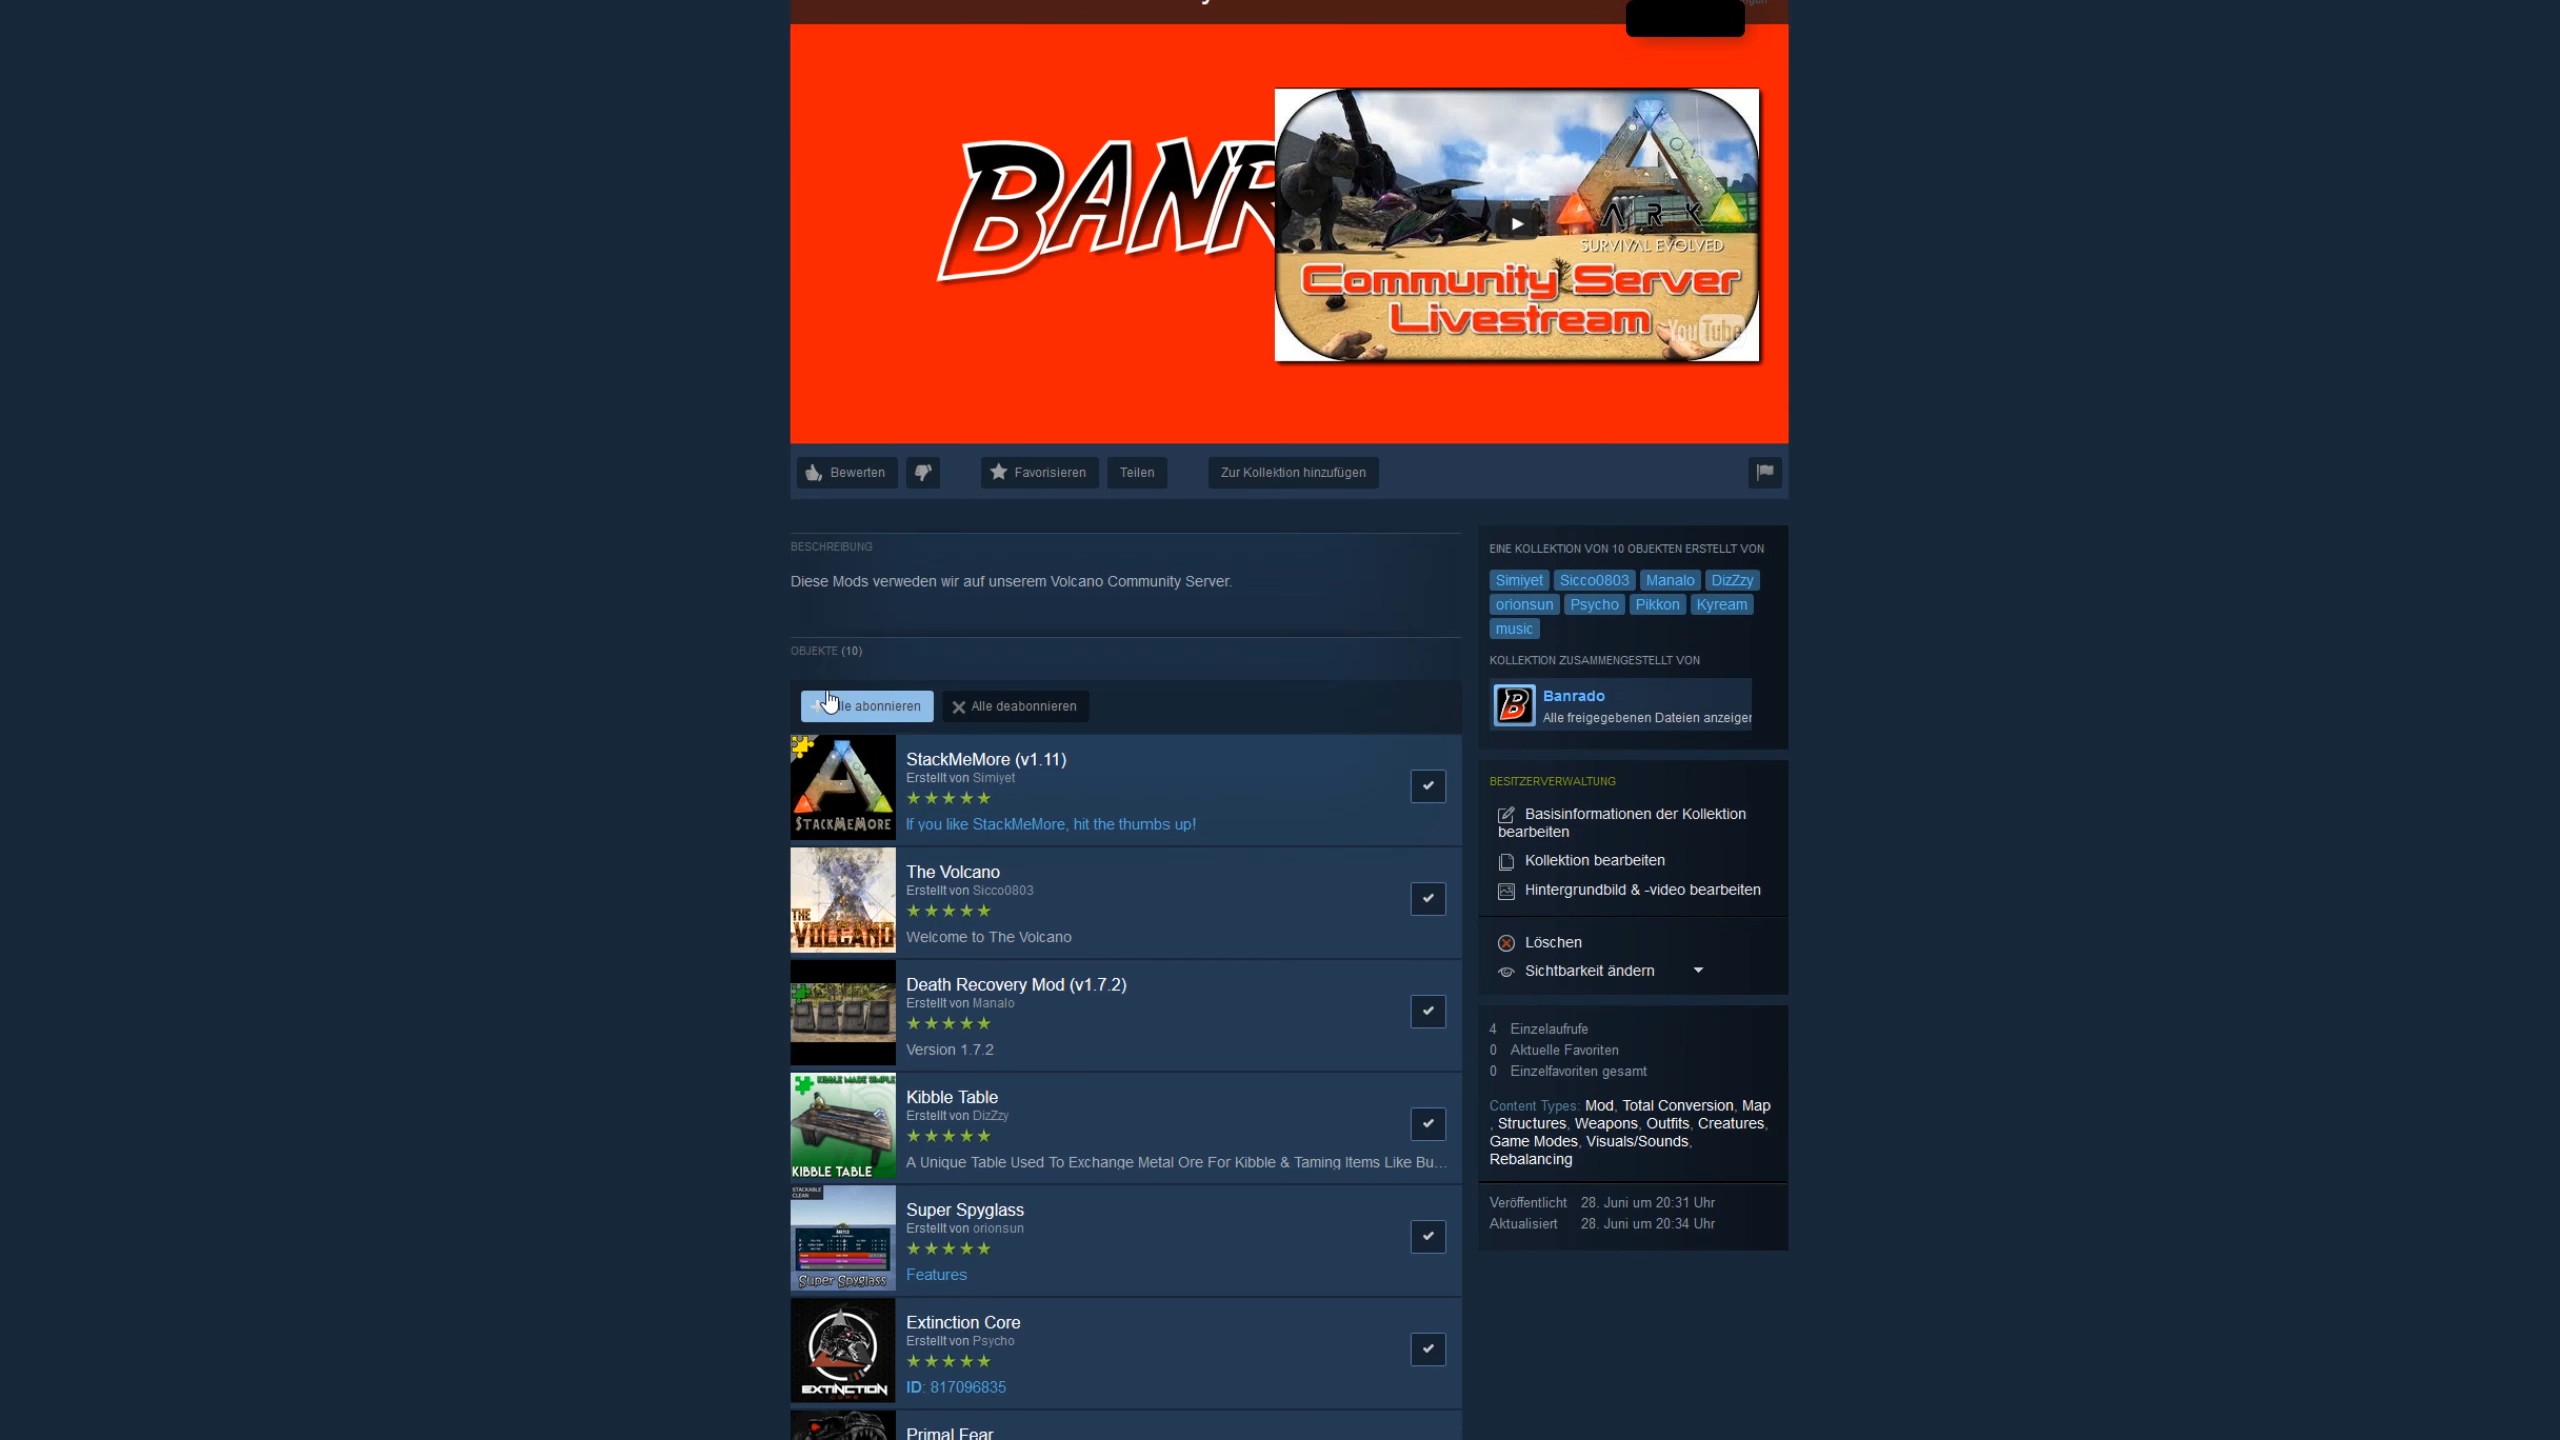 BANR
ARK
SURVIVAL EVOLVED
Community Server
Livestream
YouTube
Bewerten
Favorisieren
Teilen
Zur Kollektion hinzufügen
BESCHREIBUNG
Diese Mods verweden wir auf unserem Volcano Community Server.
OBJEKTE (10)
lle abonnieren
Alle deabonnieren
STACKMEMORE
StackMeMore (v1.11)
Erstellt von Simiyet
If you like StackMeMore, hit the thumbs up!
THE
VOLCANO
The Volcano
Erstellt von Sicco0803
Welcome to The Volcano
Death Recovery Mod (v1.7.2)
Erstellt von Manalo
Version 1.7.2
KIBBLE MADE SIMPLE
KIBBLE TABLE
Kibble Table
Erstellt von DizZzy
A Unique Table Used To Exchange Metal Ore For Kibble & Taming Items Like Bu...
STACKABLE
CLEAN
Super Spyglass
Super Spyglass
Erstellt von orionsun
Features
EXTINCTION
CORE
Extinction Core
Erstellt von Psycho
ID: 817096835
Primal Fear
EINE KOLLEKTION VON 10 OBJEKTEN ERSTELLT VON
Simiyet Sicco0803 Manalo DizZzy
orionsun Psycho Pikkon Kyream
music
KOLLEKTION ZUSAMMENGESTELLT VON
B
Banrado
Alle freigegebenen Dateien anzeigen
BESITZERVERWALTUNG
Basisinformationen der Kollektion
bearbeiten
Kollektion bearbeiten
Hintergrundbild & -video bearbeiten
Löschen
Sichtbarkeit ändern
4 Einzelaufrufe
0 Aktuelle Favoriten
0 Einzelfavoriten gesamt
Content Types: Mod, Total Conversion, Map
, Structures, Weapons, Outfits, Creatures,
Game Modes, Visuals/Sounds,
Rebalancing
Veröffentlicht 28. Juni um 20:31 Uhr
Aktualisiert 28. Juni um 20:34 Uhr